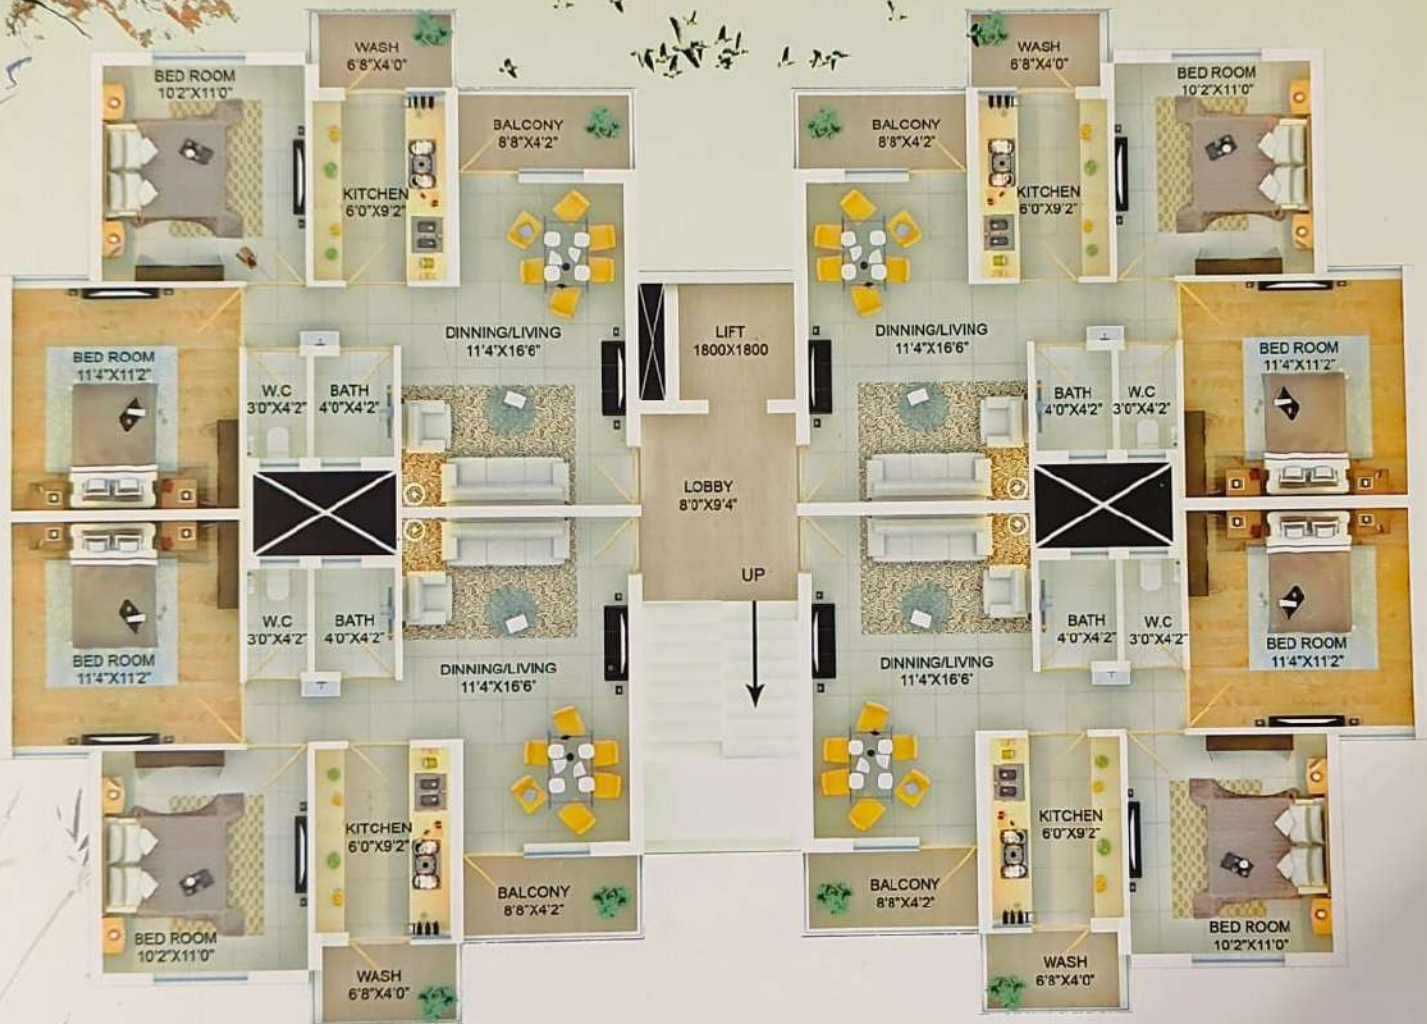 WASH
6'8"X4'0"
WASH
6'8"X4'0"
BED ROOM
10'2"X11'0"
BED ROOM
10'2"X11'0"
BALCONY
8'8"X4'2"
BALCONY
8'8"X4'2"
KITCHEN
6'0"X9'2"
KITCHEN
6'0"X9'2"
DINNING/LIVING
11'4"X16'6"
LIFT
1800X1800
DINNING/LIVING
11'4"X16'6"
BED ROOM
11'4"X11'2"
BED ROOM
11'4"X11'2"
W.C
3'0"X4'2"
BATH
4'0"X4'2"
BATH
4'0"X4'2"
W.C
3'0"X4'2"
LOBBY
8'0"X9'4"
UP
W.C
3'0"X4'2"
BATH
4'0"X4'2"
BATH
4'0"X4'2"
W.C
3'0"X4'2"
BED ROOM
11'4"X11'2"
BED ROOM
11'4"X11'2"
DINNING/LIVING
11'4"X16'6"
DINNING/LIVING
11'4"X16'6"
KITCHEN
6'0"X9'2"
KITCHEN
6'0"X9'2"
BALCONY
8'8"X4'2"
BALCONY
8'8"X4'2"
BED ROOM
10'2"X11'0"
BED ROOM
10'2"X11'0"
WASH
6'8"X4'0"
WASH
6'8"X4'0"